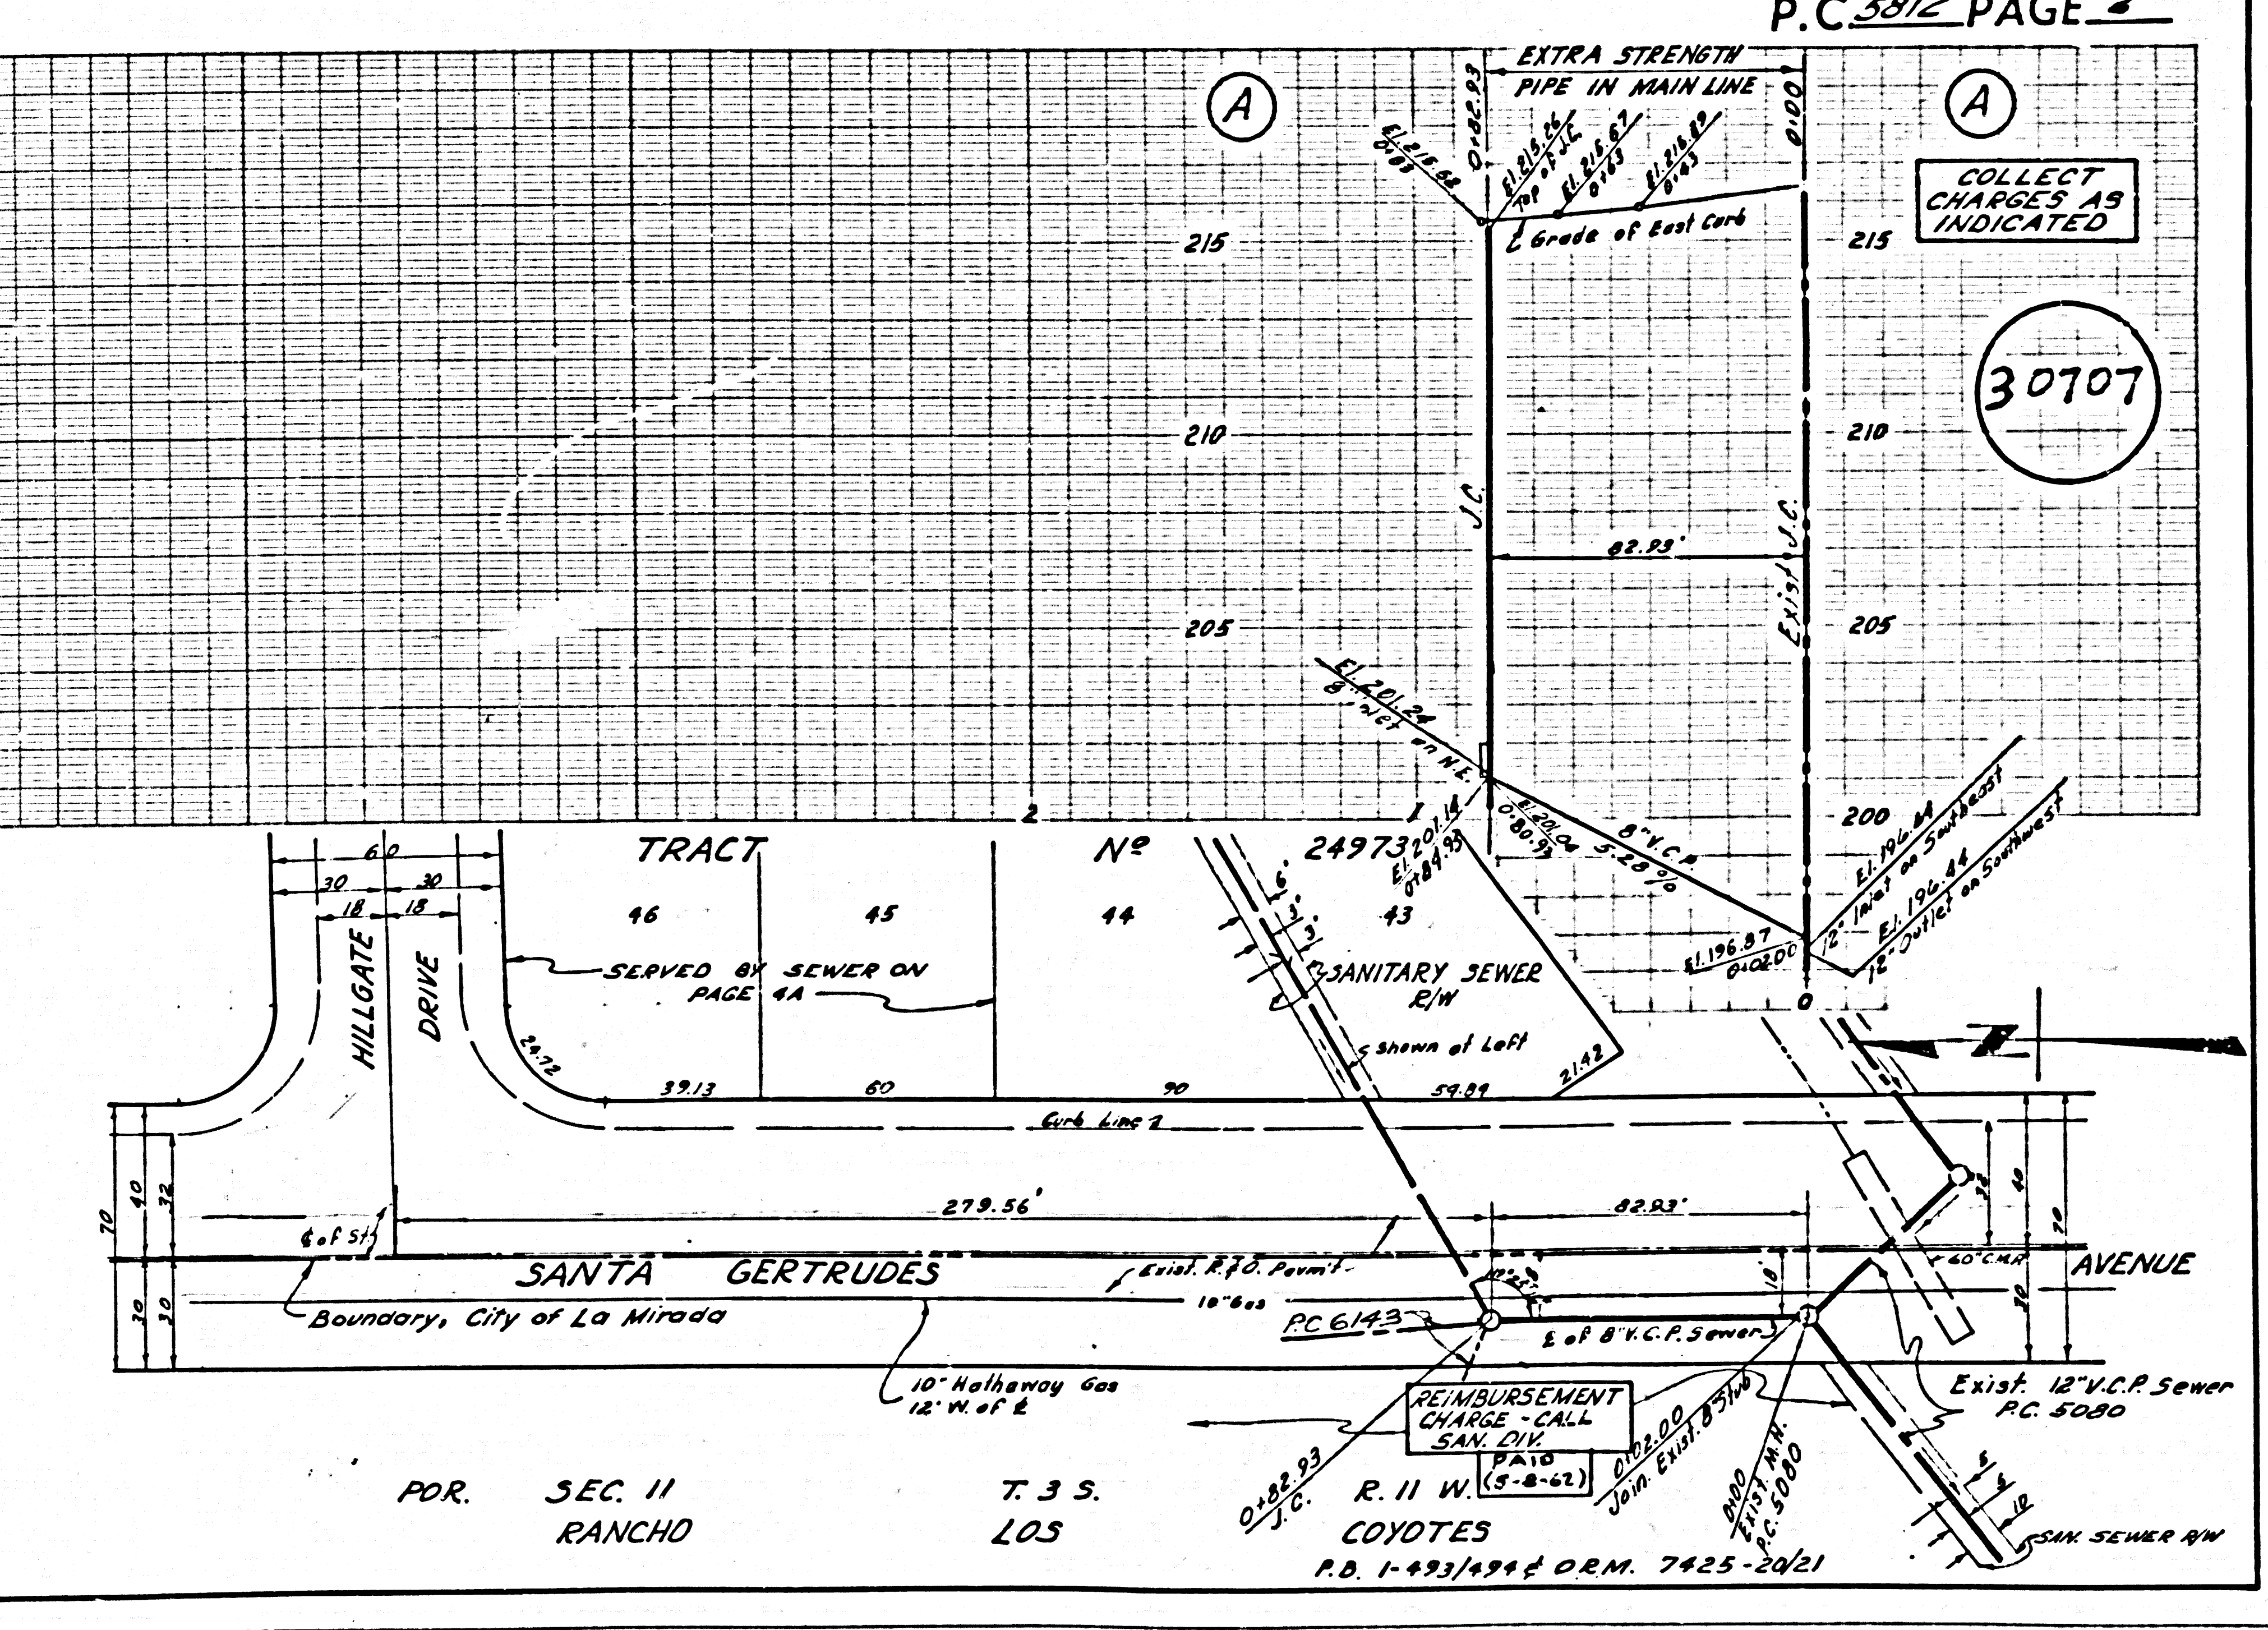 P.C. 5812 PAGE
EXTRA STRENGTH
PIPE IN MAIN LINE
0+82.93
0+00
A
A
COLLECT
CHARGES AS
INDICATED
30707
El. 215.26
Top of J.C.
El. 215.67
0+63
El. 215.89
0+43
Grade of East Curb
215
215
210
210
205
205
200
J.C.
Exist. J.C.
82.93'
El. 201.24
8" Inlet on N.E.
El. 201.14
0+84.93
El. 201.04
0+80.93
8" V.C.P.
5.28%
El. 196.87
0+02.00
12" Inlet on Southeast
El. 196.44
12" Outlet on Southwest
2
1
0
TRACT Nº 24973
60
30 30
18 18
HILLGATE
DRIVE
46 45 44 43
SERVED BY SEWER ON
PAGE 4A
SANITARY SEWER
R/W
6'
3'
3'
Shown at Left
24.72
39.13 60 90 59.89
21.42
Curb Line
70 40 32
30 30
279.56'
82.93'
℄ of St.
SANTA GERTRUDES
AVENUE
Exist. R.& O. Permit
10" Gas
10'
60" C.M.P.
40
70
30
Boundary, City of La Mirada
P.C. 6143
℄ of 8" V.C.P. Sewer
10" Hathaway Gas
12' W. of ℄
REIMBURSEMENT
CHARGE - CALL
SAN. DIV.
PAID
(5-8-62)
Exist. 12" V.C.P. Sewer
P.C. 5080
0+82.93
J.C.
0+02.00
Join. Exist. 8" Stub
0+00
Exist. M.H.
P.C. 5080
5
5
10
SAN. SEWER R/W
POR. SEC. 11 T. 3 S. R. 11 W.
RANCHO LOS COYOTES
P.B. 1-493/494 & O.R.M. 7425-20/21